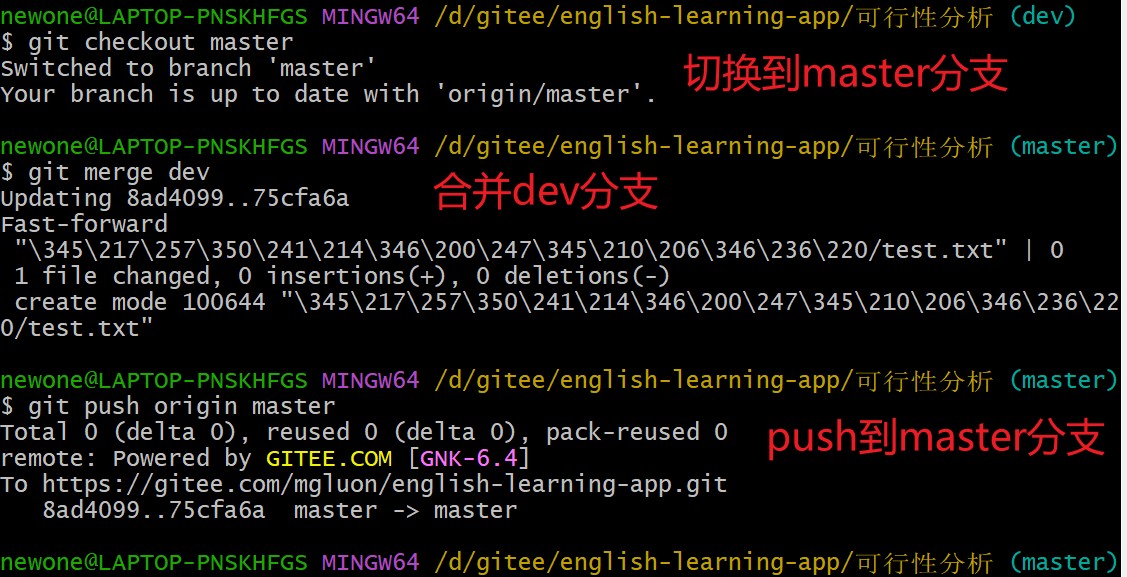 newone@LAPTOP-PNSKHFGS MINGW64 /d/gitee/english-learning-app/可行性分析 (dev)
$ git checkout master
Switched to branch 'master'
Your branch is up to date with 'origin/master'.
切换到master分支
newone@LAPTOP-PNSKHFGS MINGW64 /d/gitee/english-learning-app/可行性分析 (master)
$ git merge dev
Updating 8ad4099..75cfa6a
合并dev分支
Fast-forward
"\345\217\257\350\241\214\346\200\247\345\210\206\346\236\220/test.txt" | 0
1 file changed, 0 insertions(+), 0 deletions(-)
create mode 100644 "\345\217\257\350\241\214\346\200\247\345\210\206\346\236\22
0/test.txt"
newone@LAPTOP-PNSKHFGS MINGW64 /d/gitee/english-learning-app/可行性分析 (master)
$ git push origin master
Total 0 (delta 0), reused 0 (delta 0), pack-reused 0
push到master分支
remote: Powered by GITEE.COM [GNK-6.4]
To https://gitee.com/mgluon/english-learning-app.git
8ad4099..75cfa6a  master -> master
newone@LAPTOP-PNSKHFGS MINGW64 /d/gitee/english-learning-app/可行性分析 (master)